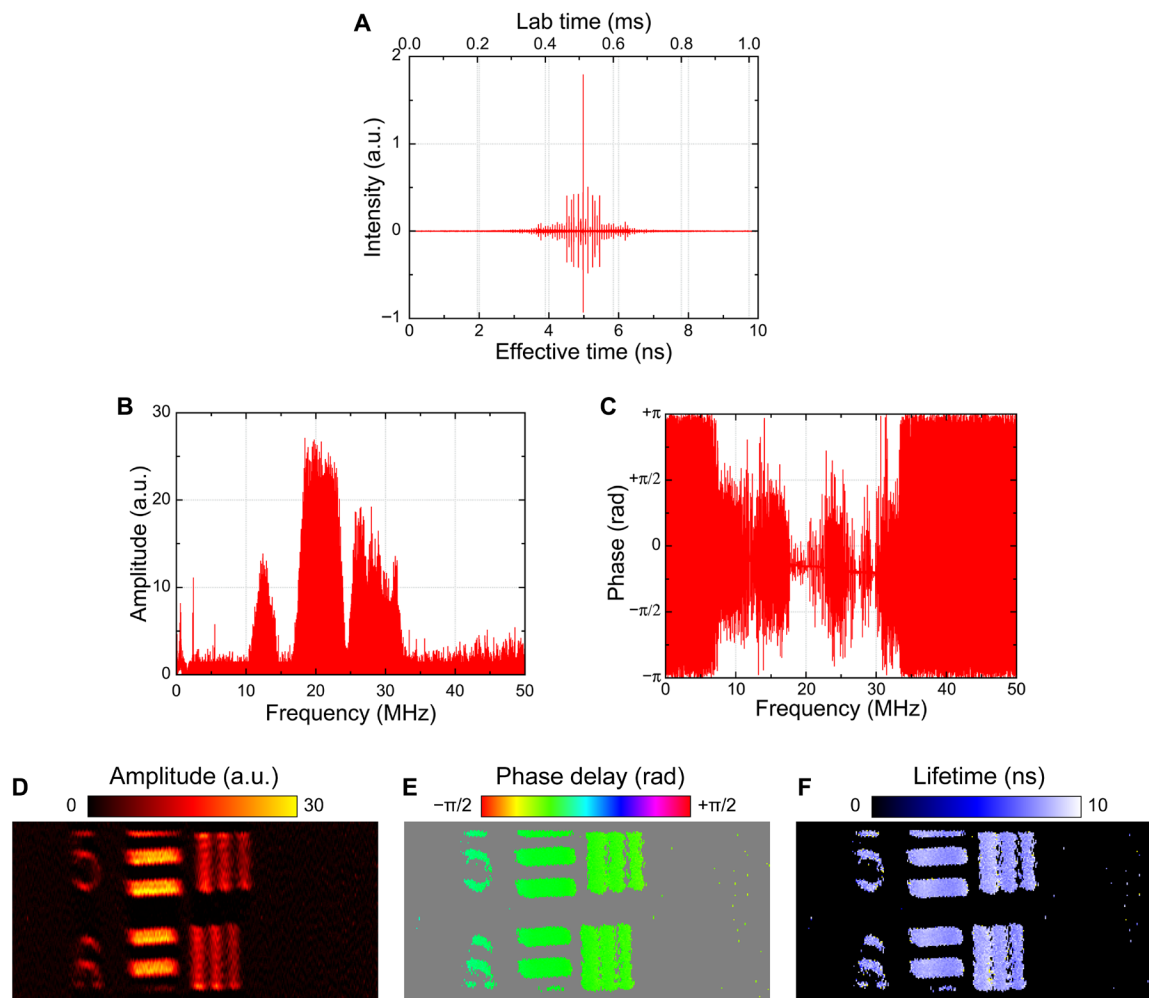 A
Lab time (ms)
0.0 0.2 0.4 0.6 0.8 1.0
Intensity (a.u.)
2
1
0
−1
0 2 4 6 8 10
Effective time (ns)
B
Amplitude (a.u.)
30
20
10
0
0 10 20 30 40 50
Frequency (MHz)
C
Phase (rad)
+π
+π/2
0
−π/2
−π
0 10 20 30 40 50
Frequency (MHz)
D
Amplitude (a.u.)
0 30
E
Phase delay (rad)
−π/2 +π/2
F
Lifetime (ns)
0 10